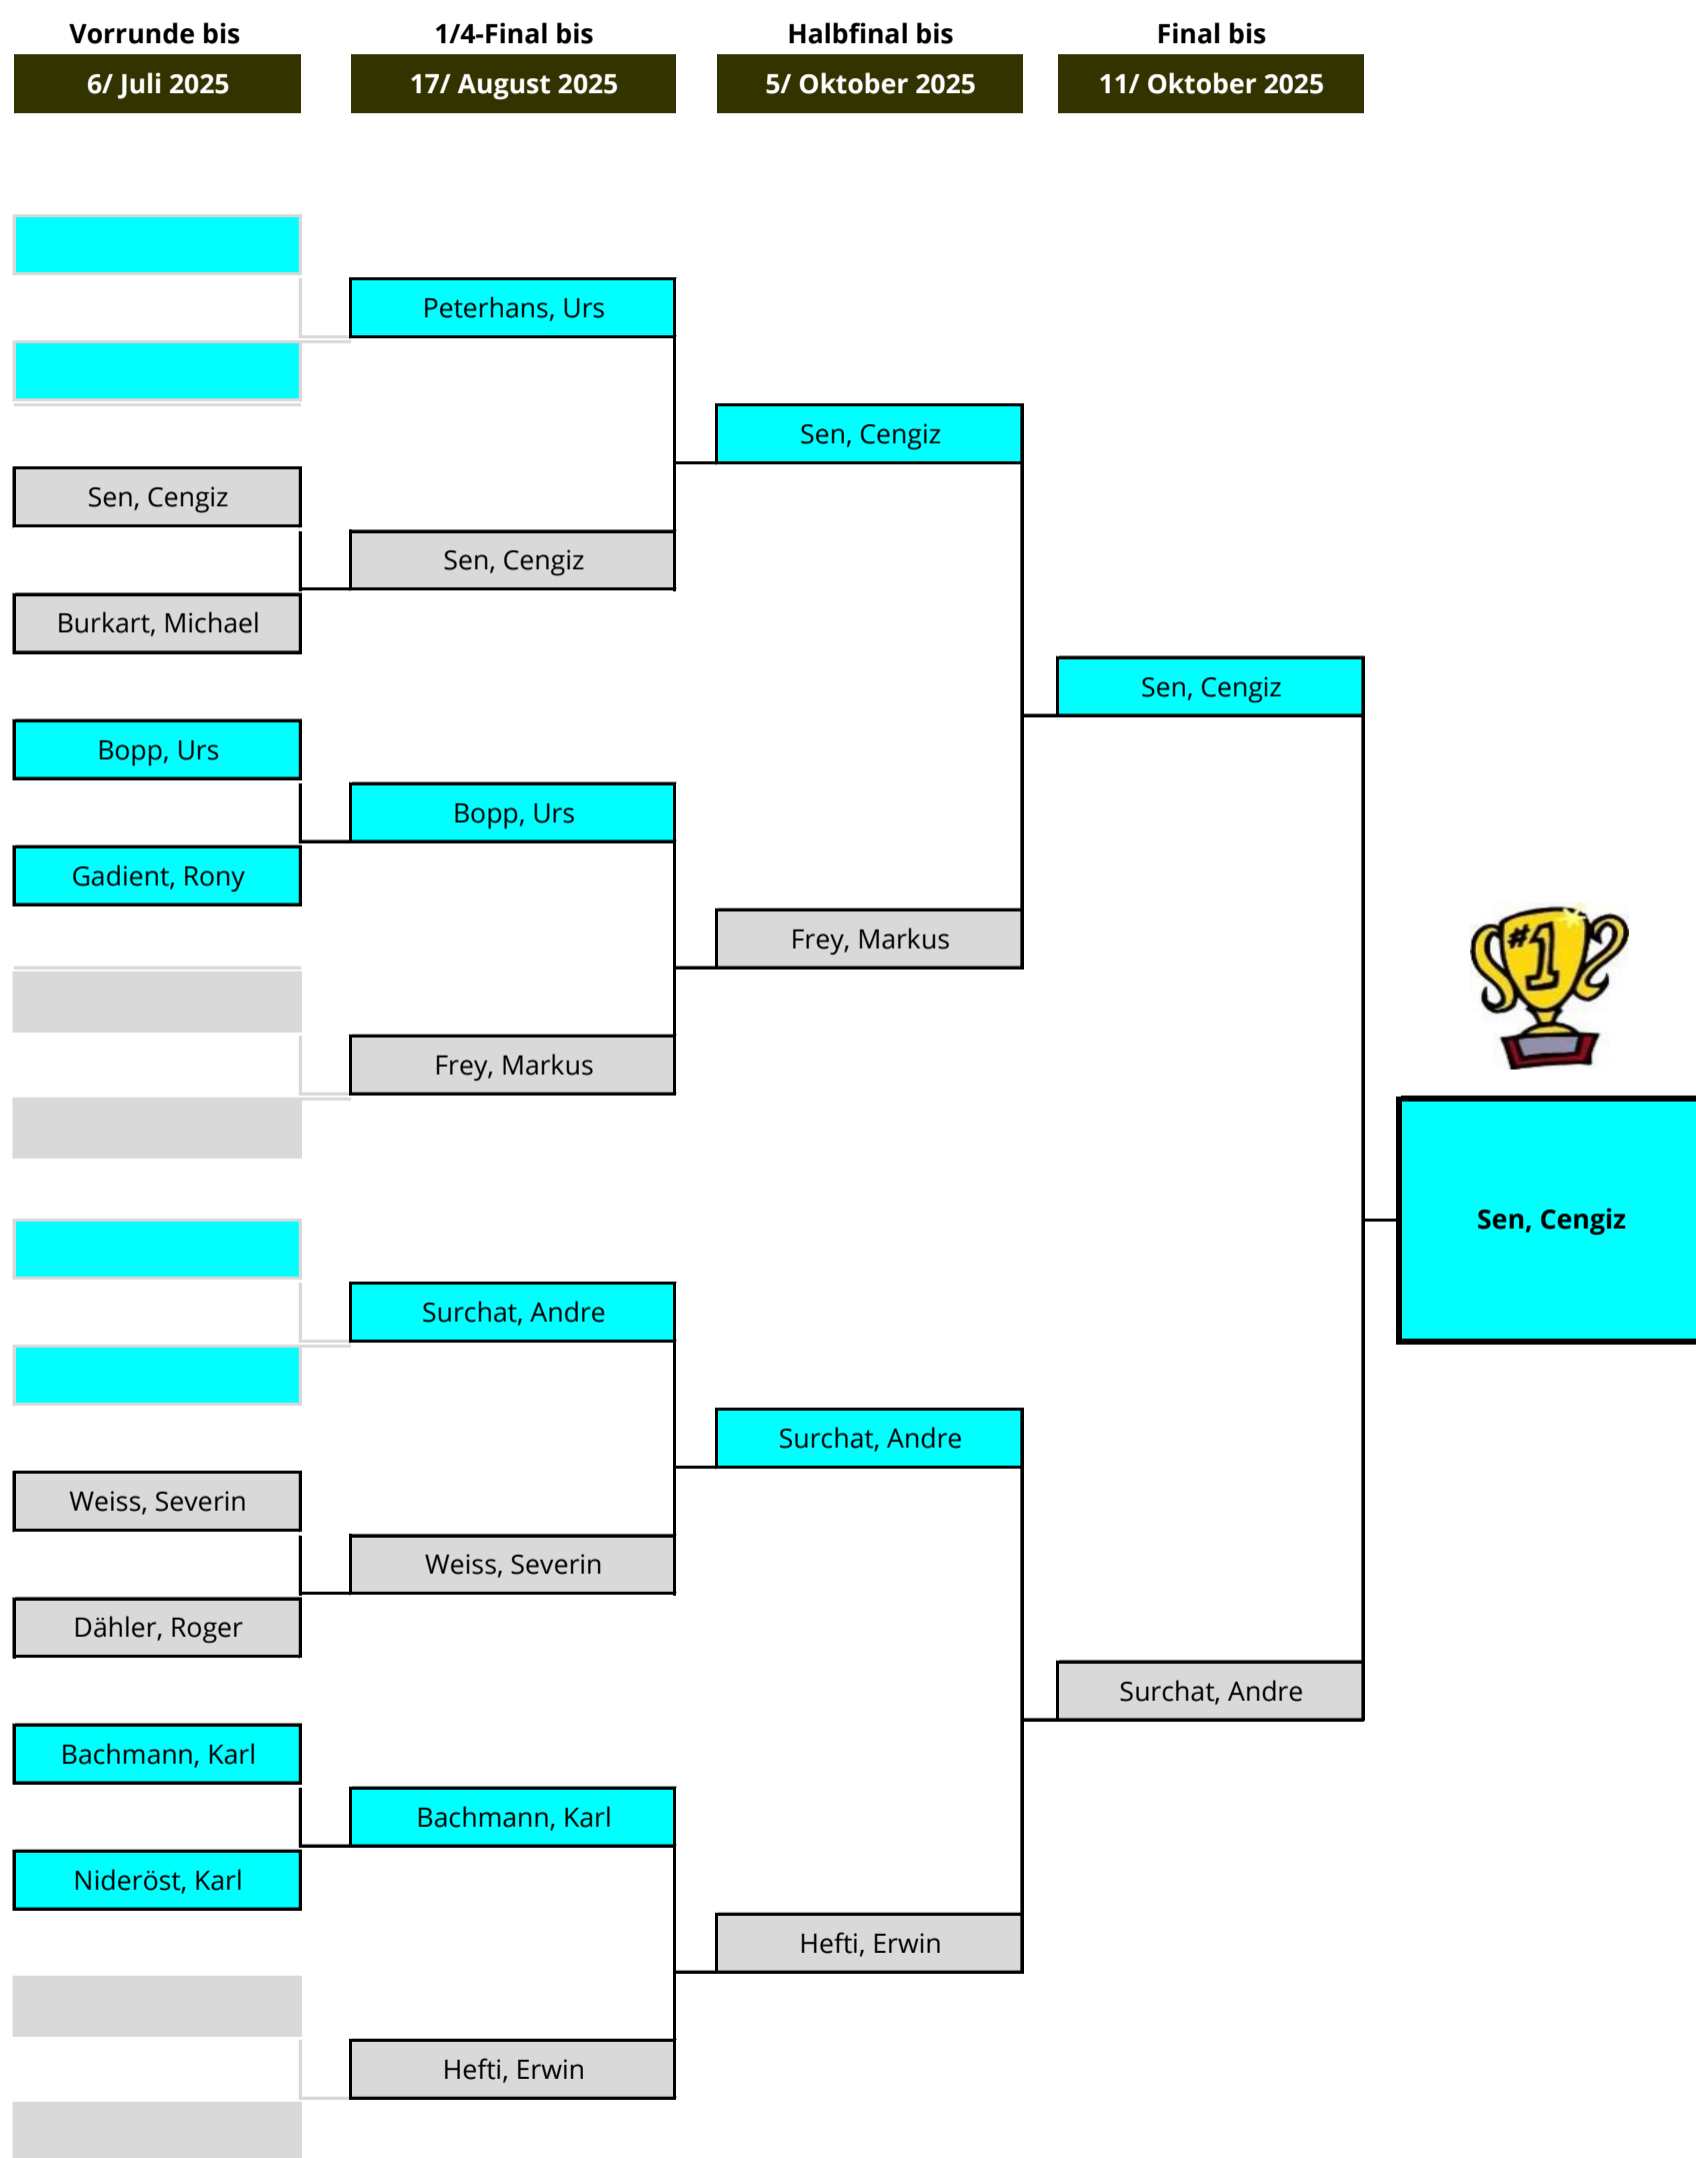 Vorrunde bis
1/4-Final bis
Halbfinal bis
Final bis
6/ Juli 2025
17/ August 2025
5/ Oktober 2025
11/ Oktober 2025
Peterhans, Urs
Sen, Cengiz
Sen, Cengiz
Sen, Cengiz
Burkart, Michael
Sen, Cengiz
Bopp, Urs
Bopp, Urs
Gadient, Rony
Frey, Markus
#1
Frey, Markus
Sen, Cengiz
Surchat, Andre
Surchat, Andre
Weiss, Severin
Weiss, Severin
Dähler, Roger
Surchat, Andre
Bachmann, Karl
Bachmann, Karl
Nideröst, Karl
Hefti, Erwin
Hefti, Erwin